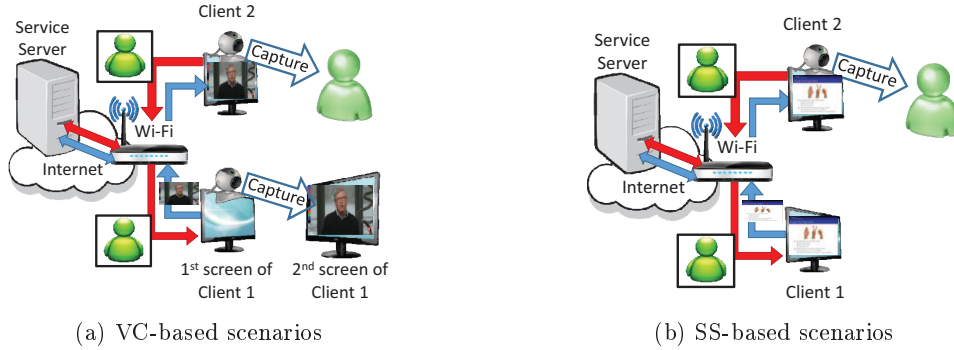 Client 2
Service
Server
Capture
Wi-Fi
Internet
Capture
1st screen of
Client 1
2nd screen of
Client 1
(a) VC-based scenarios
Client 2
Service
Server
Capture
Wi-Fi
Internet
Client 1
(b) SS-based scenarios